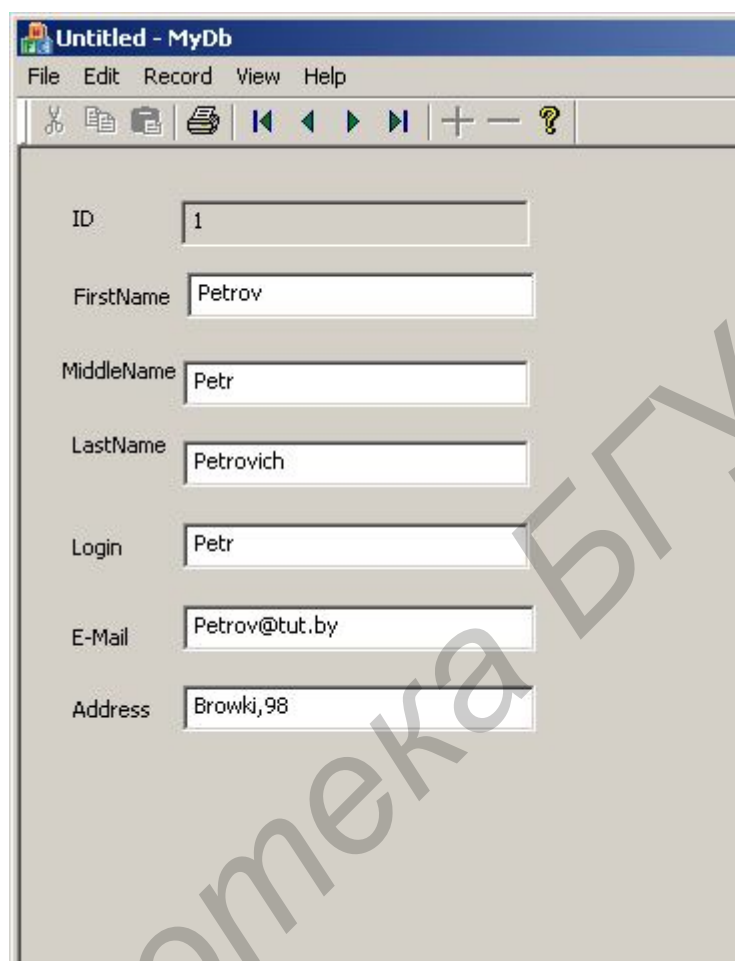 Untitled - MyDb
File Edit Record View Help
ID 1
FirstName Petrov
MiddleName Petr
LastName Petrovich
Login Petr
E-Mail Petrov@tut.by
Address Browki,98